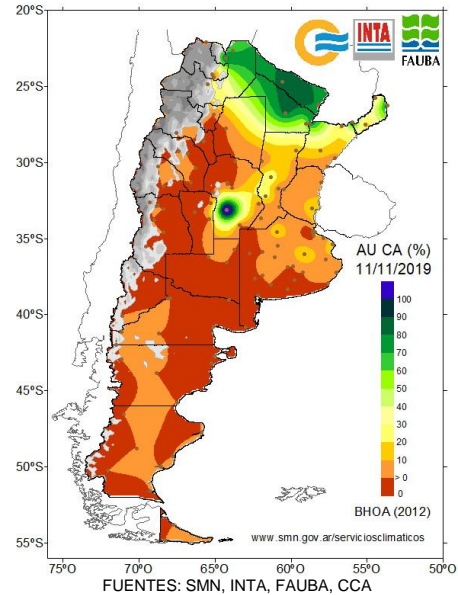 20°S
25°S
30°S
35°S
40°S
45°S
50°S
55°S
INTA
FAUBA
AU CA (%)
11/11/2019
100
90
80
70
60
50
40
30
20
10
> 0
0
BHOA (2012)
www.smn.gov.ar/serviciosclimaticos
75°O 70°O 65°O 60°O 55°O 50°O
FUENTES: SMN, INTA, FAUBA, CCA